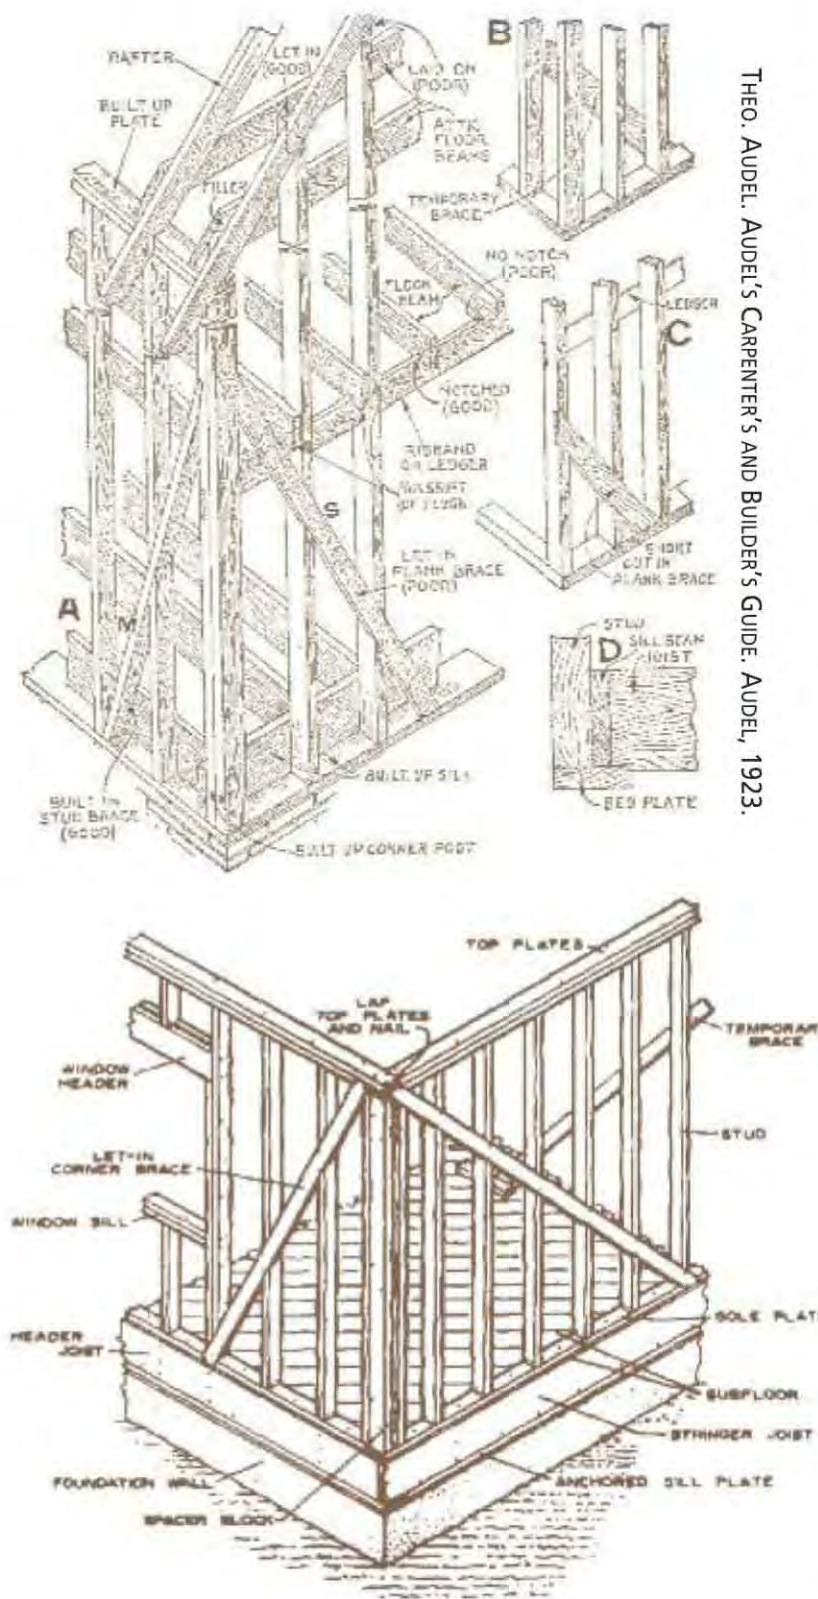 RAFTER
LET IN
(GOOD)
BUILT UP
PLATE
LAID ON
(POOR)
ATTIC
FLOOR
BEAMS
FILLER
B
TEMPORARY
BRACE
NO NOTCH
(POOR)
FLOOR
BEAM
NOTCHED
(GOOD)
RIBBAND
OR LEDGER
S
LET-IN
PLANK BRACE
(POOR)
A
M
BUILT IN
STUD BRACE
(GOOD)
BUILT UP SILL
BUILT UP CORNER POST
LEDGER
C
SHORT
CUT IN
PLANK BRACE
STUD
D
SILL BEAM
JOIST
BED PLATE
THEO. AUDEL. AUDEL'S CARPENTER'S AND BUILDER'S GUIDE. AUDEL, 1923.
TOP PLATES
LAP
TOP PLATES
AND NAIL
TEMPORAR
BRACE
WINDOW
HEADER
STUD
LET-IN
CORNER BRACE
WINDOW SILL
SOLE PLAT
HEADER
JOIST
SUBFLOOR
STRINGER JOIST
FOUNDATION WALL
ANCHORED SILL PLATE
SPACER BLOCK